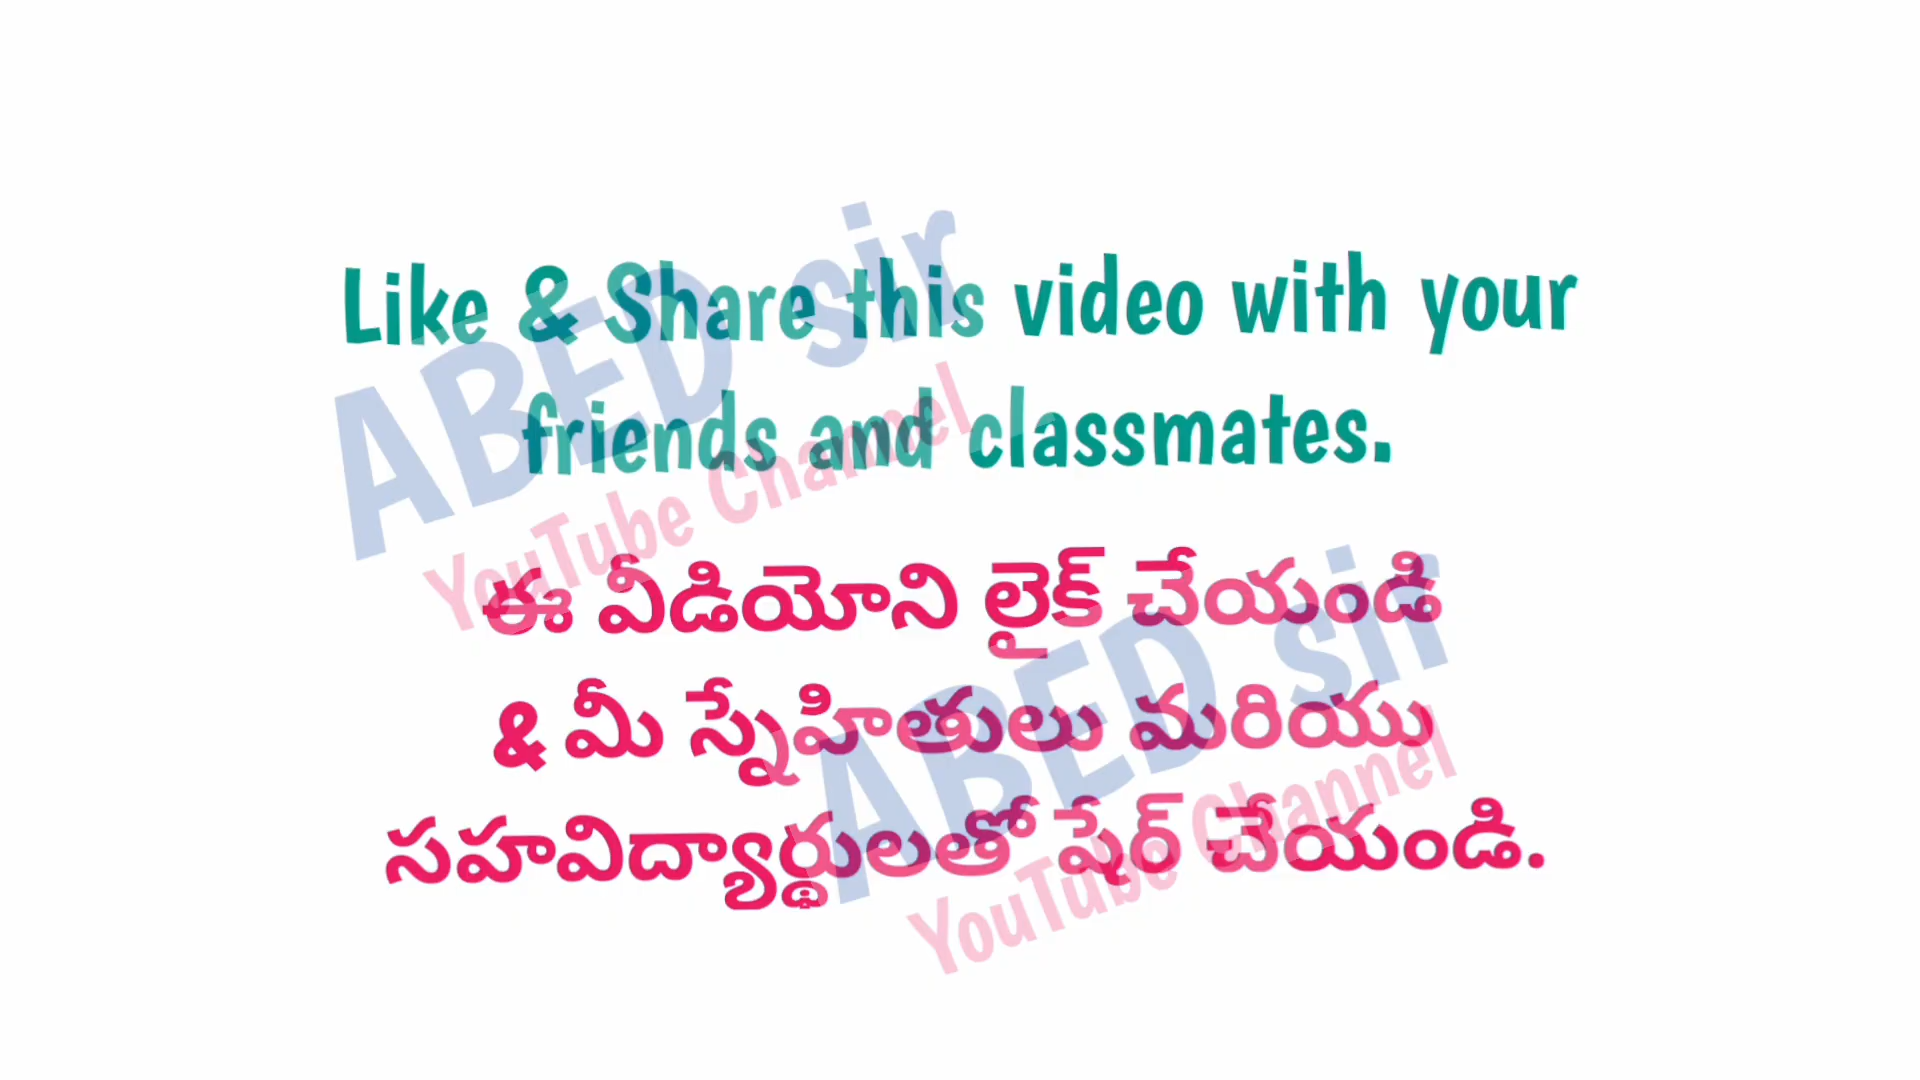 Like & Share this video with your
friends and classmates.
ఈ వీడియోని లైక్ చేయండి
& మీ స్నేహితులు మరియు
సహవిద్యార్థులతో షేర్ చేయండి.
ABED sir
YouTube Channel
ABED sir
YouTube Channel